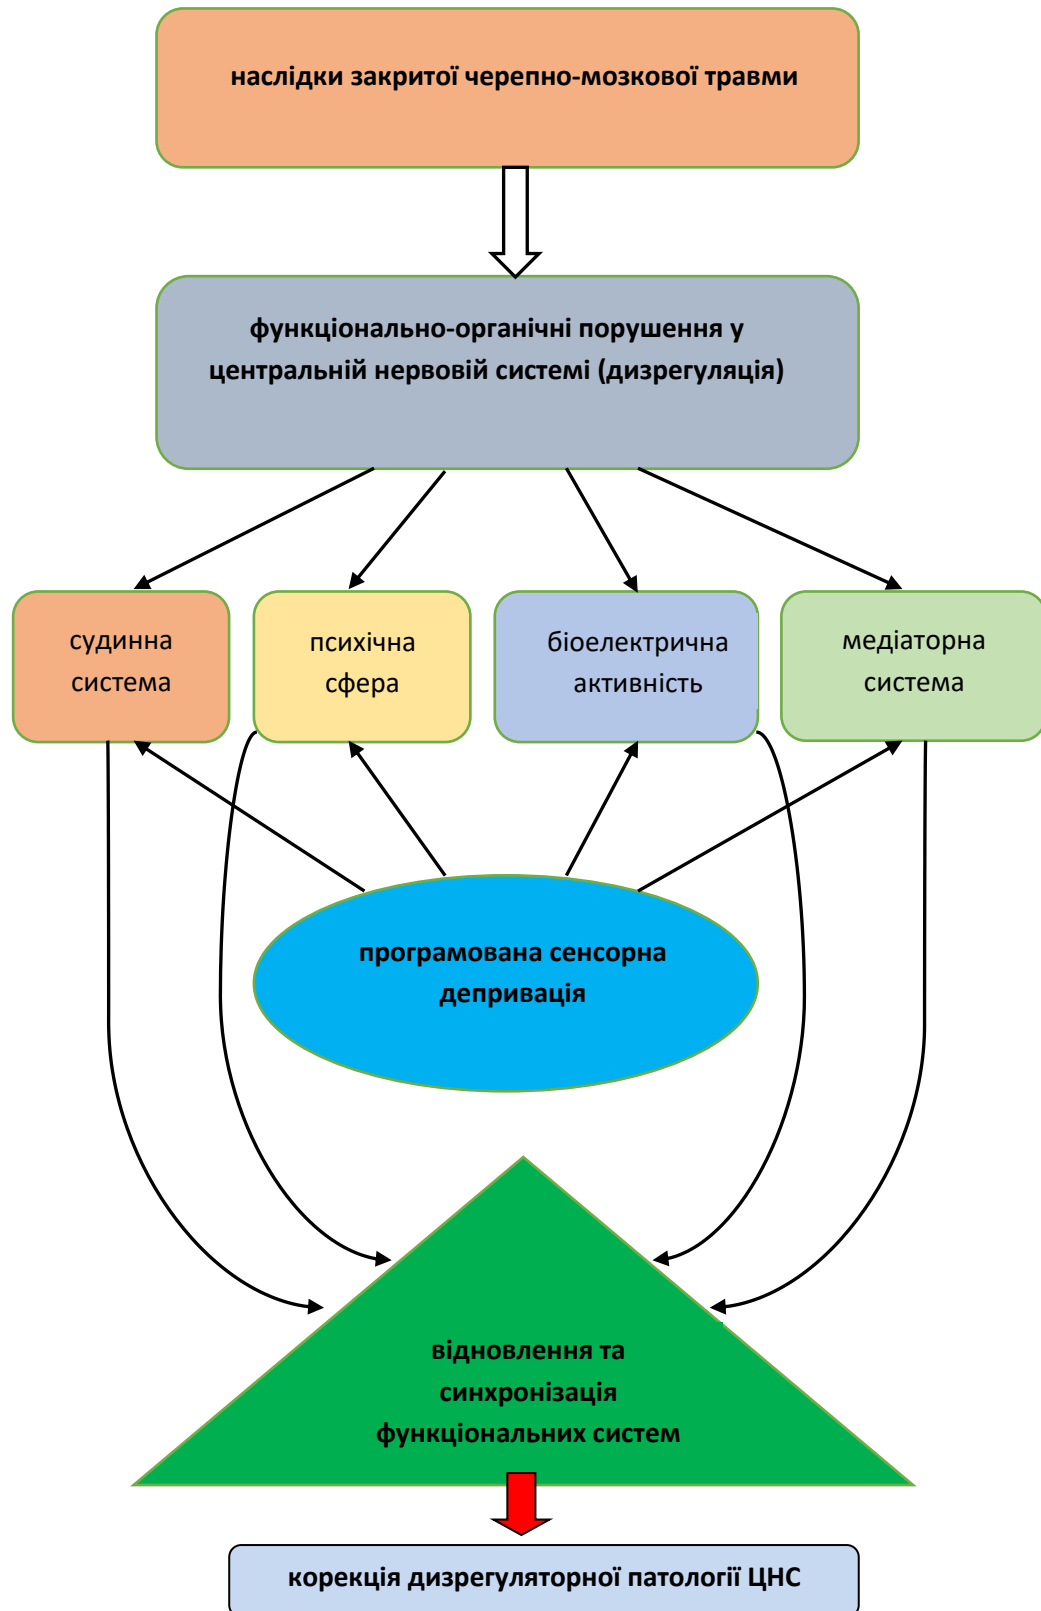 наслідки закритої черепно-мозкової травми
функціонально-органічні порушення у
центральній нервовій системі (дизрегуляція)
судинна
система
психічна
сфера
біоелектрична
активність
медіаторна
система
програмована сенсорна
депривація
відновлення та
синхронізація
функціональних систем
корекція дизрегуляторної патології ЦНС